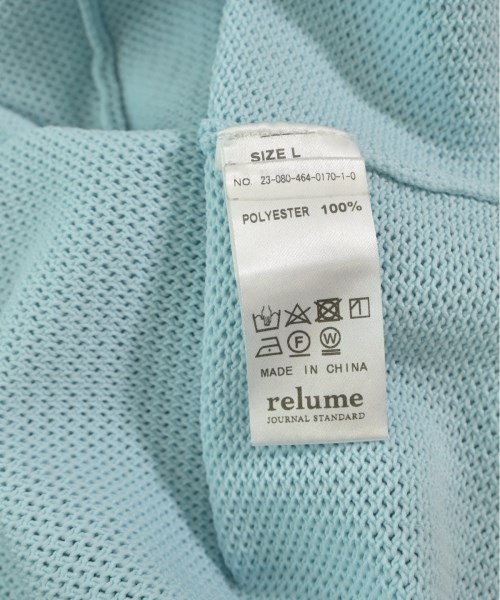 SIZE L
NO. 23-080-464-0170-1-0
POLYESTER 100%
F W
MADE IN CHINA
relume
JOURNAL STANDARD